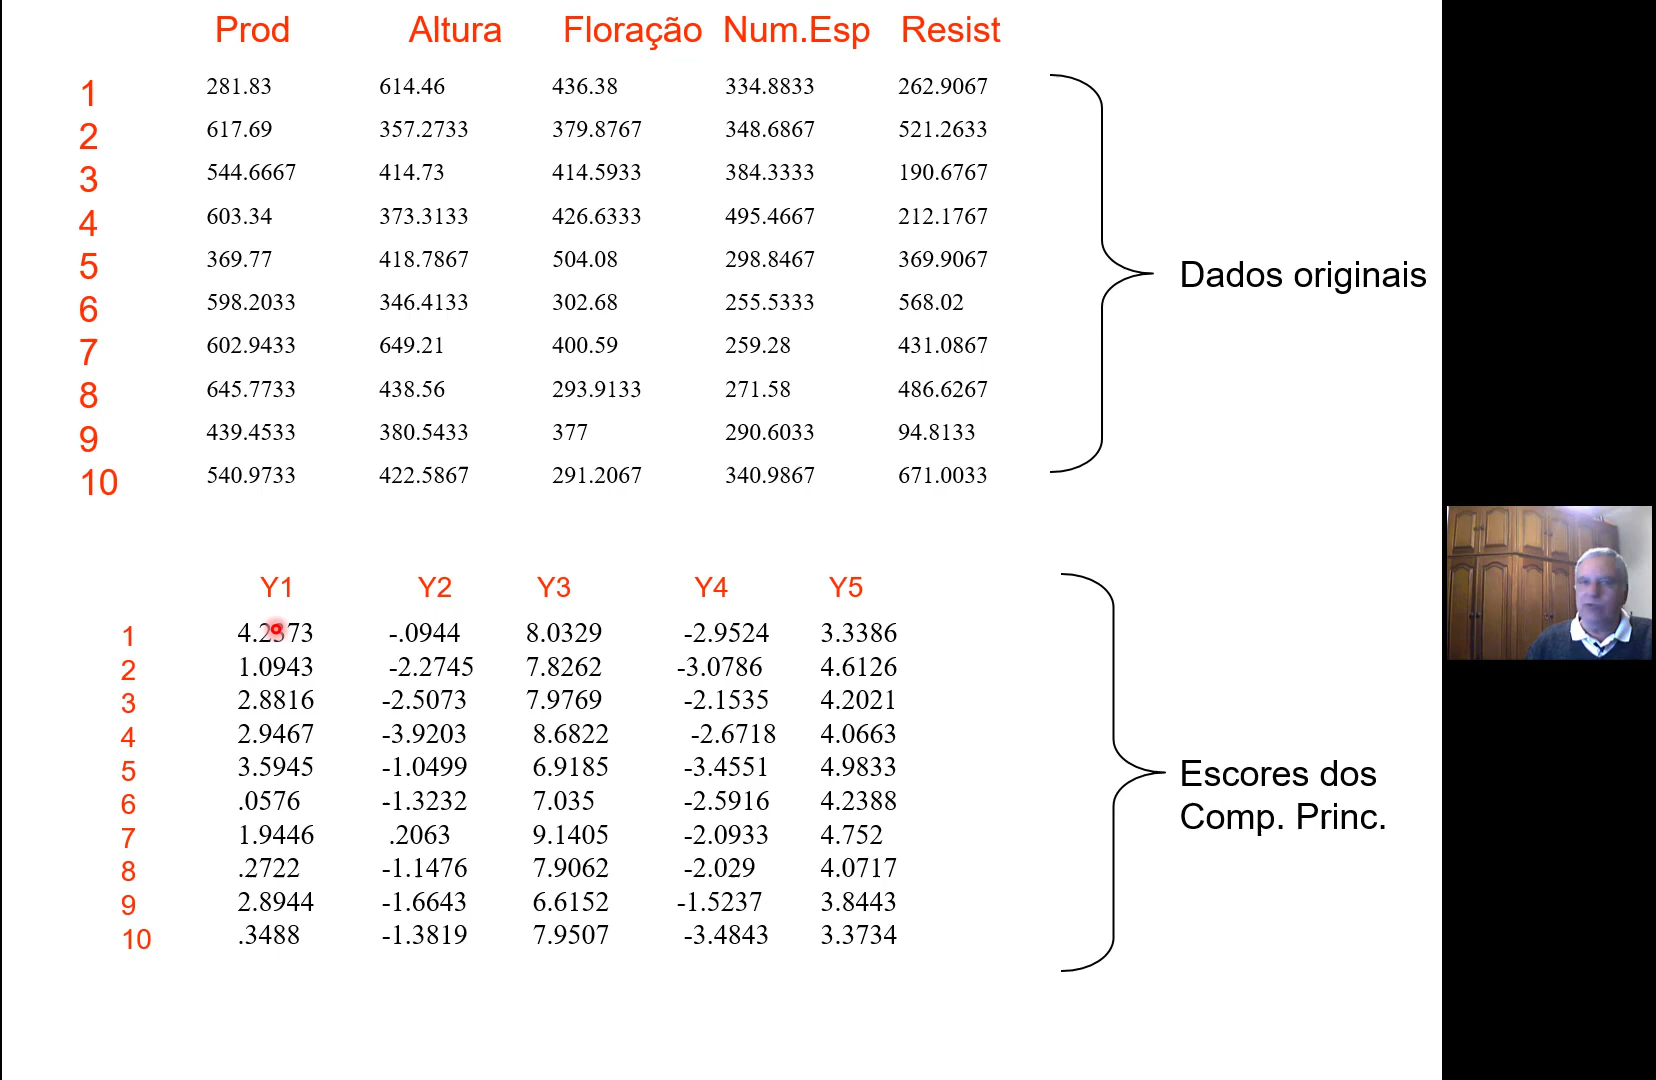 Prod Altura Floração Num.Esp Resist
1 281.83 614.46 436.38 334.8833 262.9067
2 617.69 357.2733 379.8767 348.6867 521.2633
3 544.6667 414.73 414.5933 384.3333 190.6767
4 603.34 373.3133 426.6333 495.4667 212.1767
5 369.77 418.7867 504.08 298.8467 369.9067
6 598.2033 346.4133 302.68 255.5333 568.02
7 602.9433 649.21 400.59 259.28 431.0867
8 645.7733 438.56 293.9133 271.58 486.6267
9 439.4533 380.5433 377 290.6033 94.8133
10 540.9733 422.5867 291.2067 340.9867 671.0033
Dados originais
Y1 Y2 Y3 Y4 Y5
1 -.0944 8.0329 -2.9524 3.3386
2 1.0943 -2.2745 7.8262 -3.0786 4.6126
3 2.8816 -2.5073 7.9769 -2.1535 4.2021
4 2.9467 -3.9203 8.6822 -2.6718 4.0663
5 3.5945 -1.0499 6.9185 -3.4551 4.9833
6 .0576 -1.3232 7.035 -2.5916 4.2388
7 1.9446 .2063 9.1405 -2.0933 4.752
8 .2722 -1.1476 7.9062 -2.029 4.0717
9 2.8944 -1.6643 6.6152 -1.5237 3.8443
10 .3488 -1.3819 7.9507 -3.4843 3.3734
Escores dos
Comp. Princ.